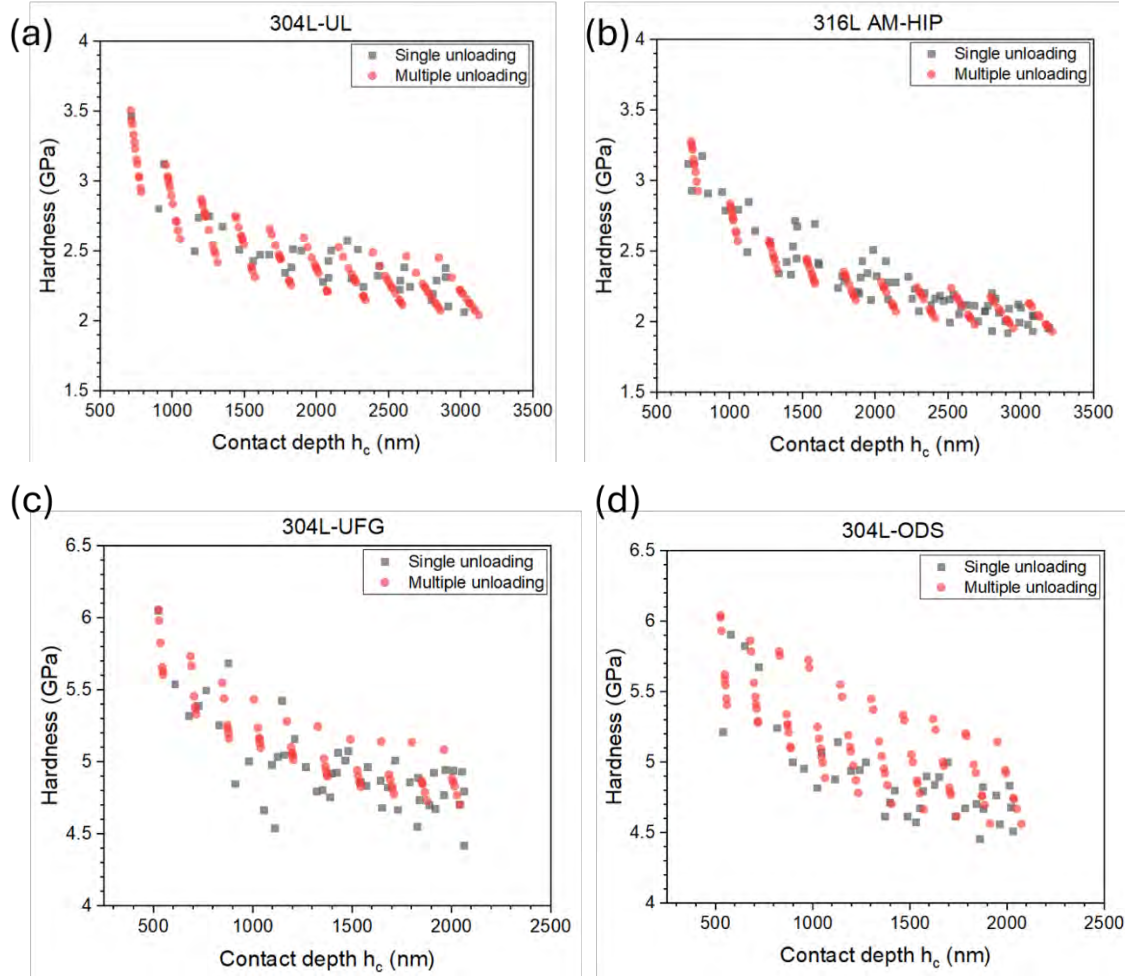 (a)
304L-UL
Single unloading
Multiple unloading
Hardness (GPa)
4
3.5
3
2.5
2
1.5
500 1000 1500 2000 2500 3000 3500
Contact depth h_c (nm)
(b)
316L AM-HIP
Single unloading
Multiple unloading
Hardness (GPa)
4
3.5
3
2.5
2
1.5
500 1000 1500 2000 2500 3000 3500
Contact depth h_c (nm)
(c)
304L-UFG
Single unloading
Multiple unloading
Hardness (GPa)
6.5
6
5.5
5
4.5
4
500 1000 1500 2000 2500
Contact depth h_c (nm)
(d)
304L-ODS
Single unloading
Multiple unloading
Hardness (GPa)
6.5
6
5.5
5
4.5
4
500 1000 1500 2000 2500
Contact depth h_c (nm)